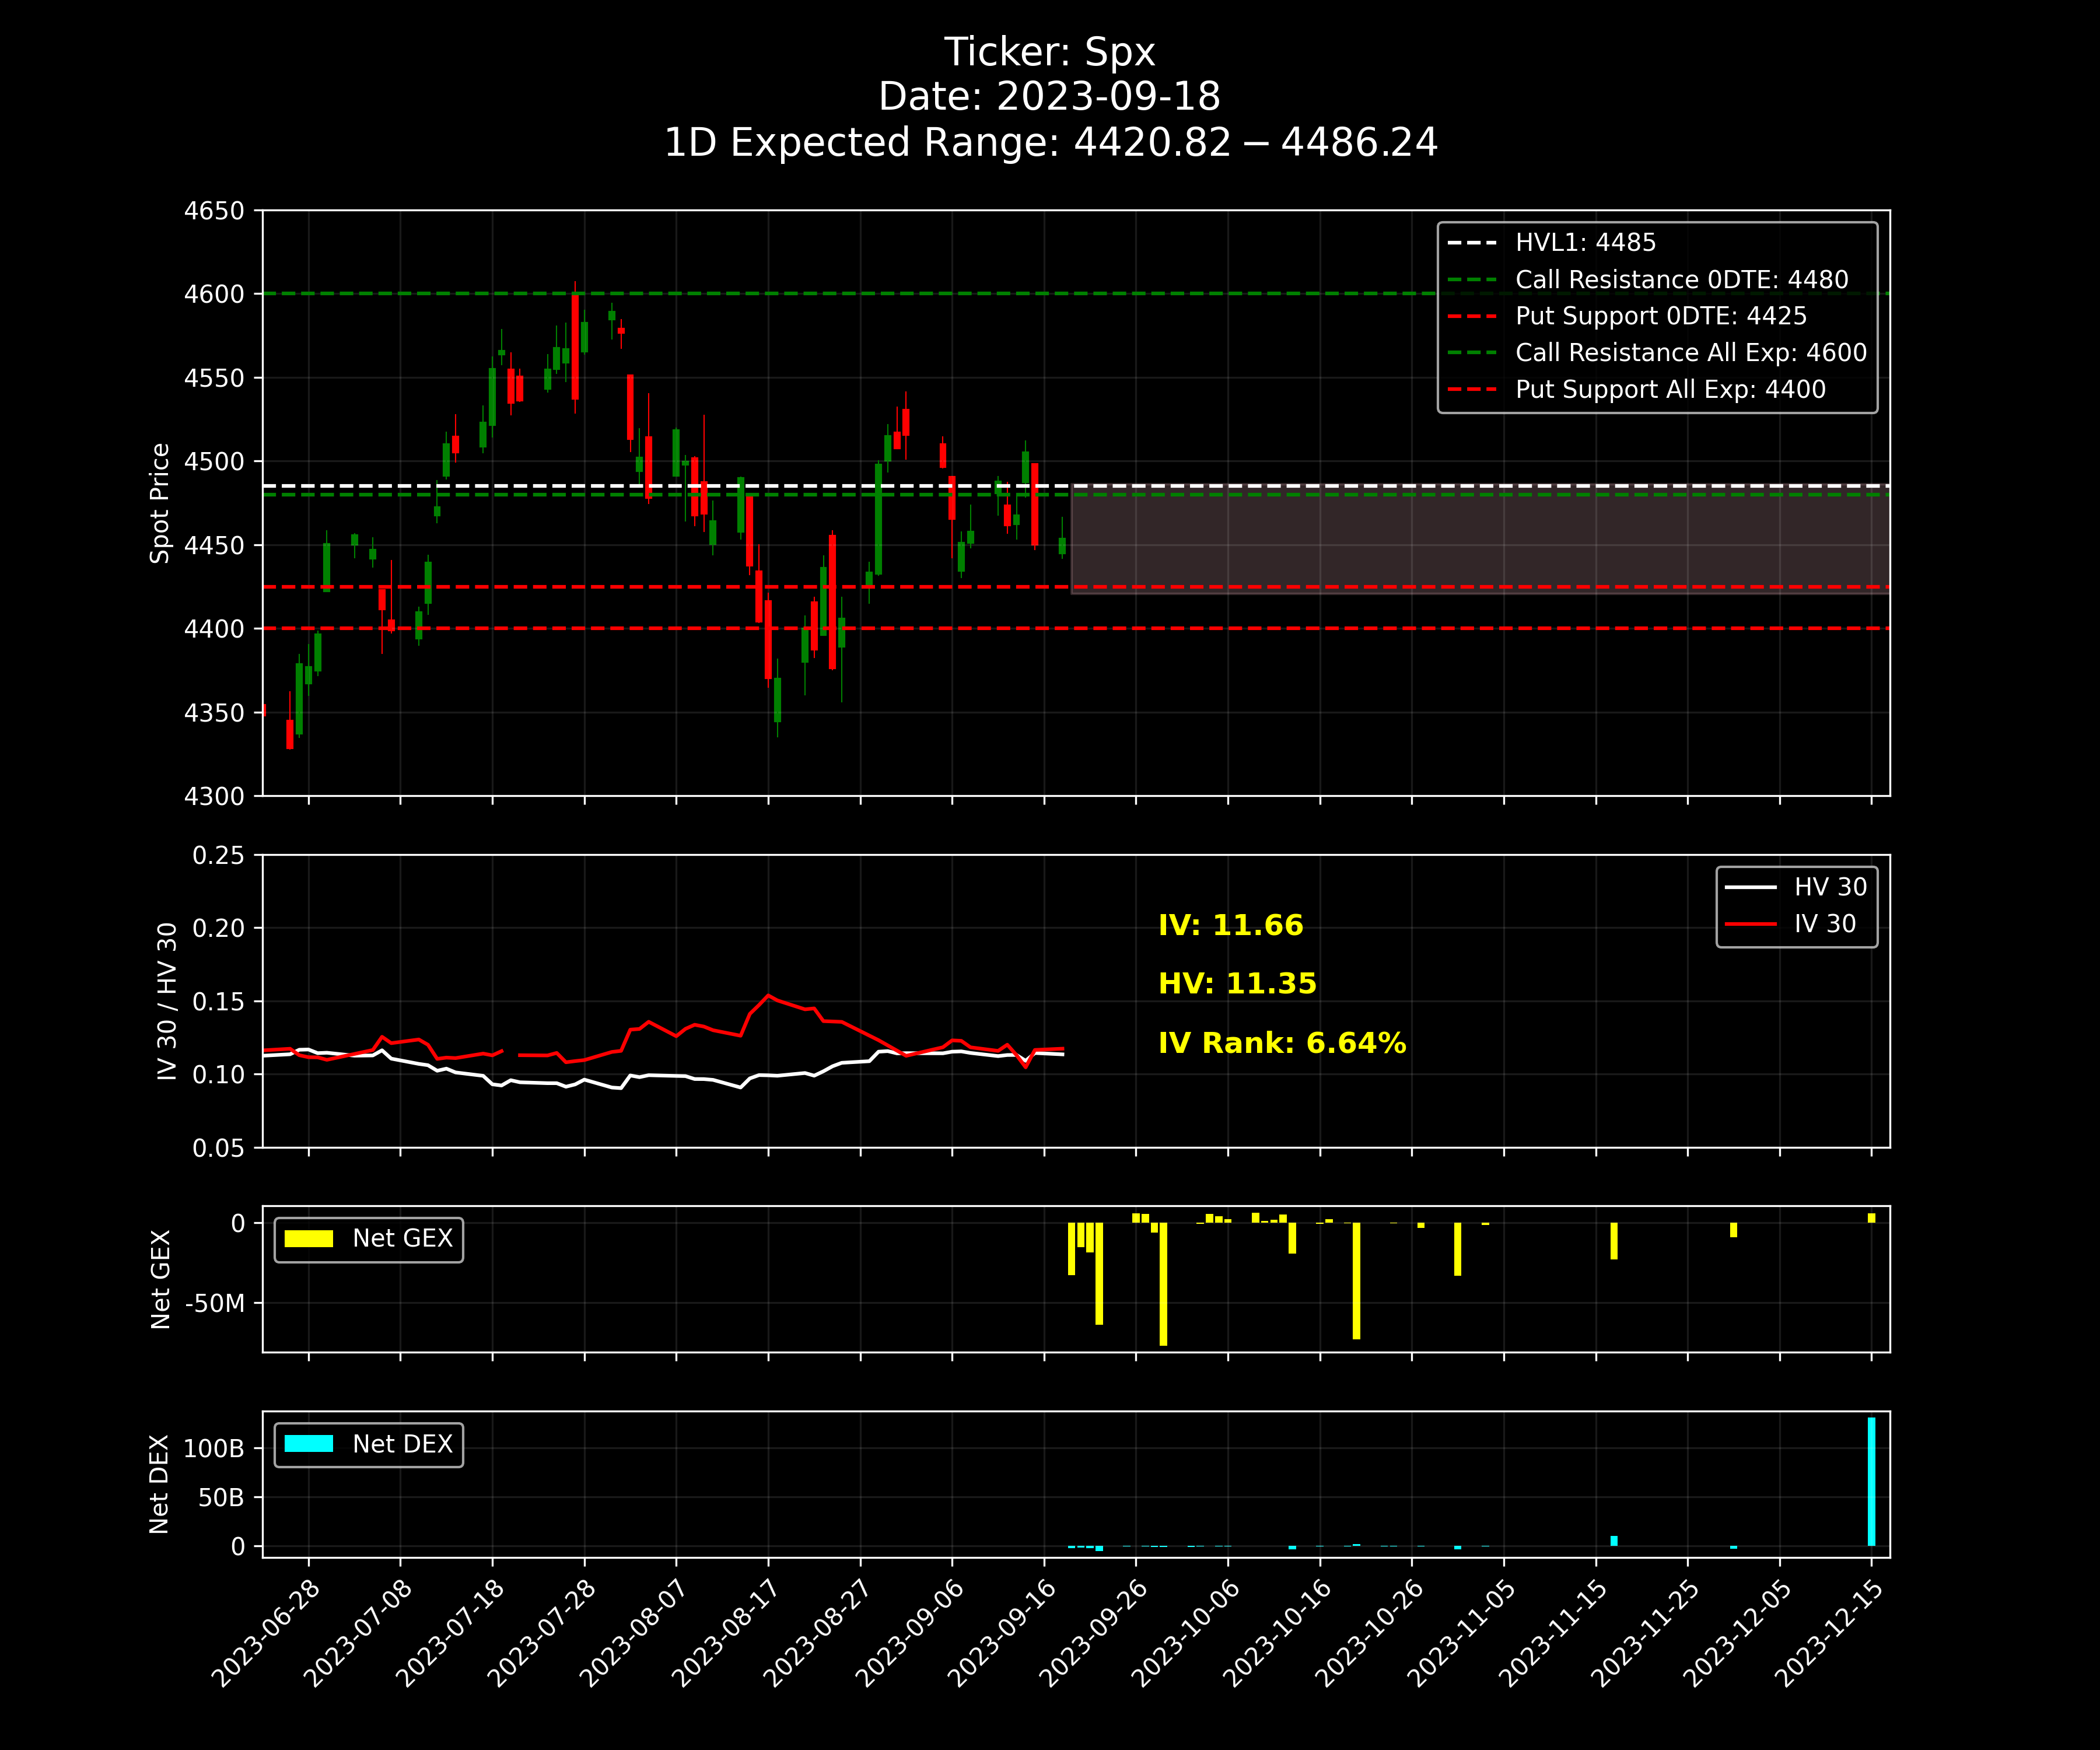 Ticker: Spx
Date: 2023-09-18
1D Expected Range: 4420.82 − 4486.24
4650
4600
4550
4500
4450
4400
4350
4300
Spot Price
HVL1: 4485
Call Resistance 0DTE: 4480
Put Support 0DTE: 4425
Call Resistance All Exp: 4600
Put Support All Exp: 4400
0.25
0.20
0.15
0.10
0.05
IV 30 / HV 30
IV: 11.66
HV: 11.35
IV Rank: 6.64%
HV 30
IV 30
0
-50M
Net GEX
Net GEX
100B
50B
0
Net DEX
Net DEX
2023-06-28
2023-07-08
2023-07-18
2023-07-28
2023-08-07
2023-08-17
2023-08-27
2023-09-06
2023-09-16
2023-09-26
2023-10-06
2023-10-16
2023-10-26
2023-11-05
2023-11-15
2023-11-25
2023-12-05
2023-12-15